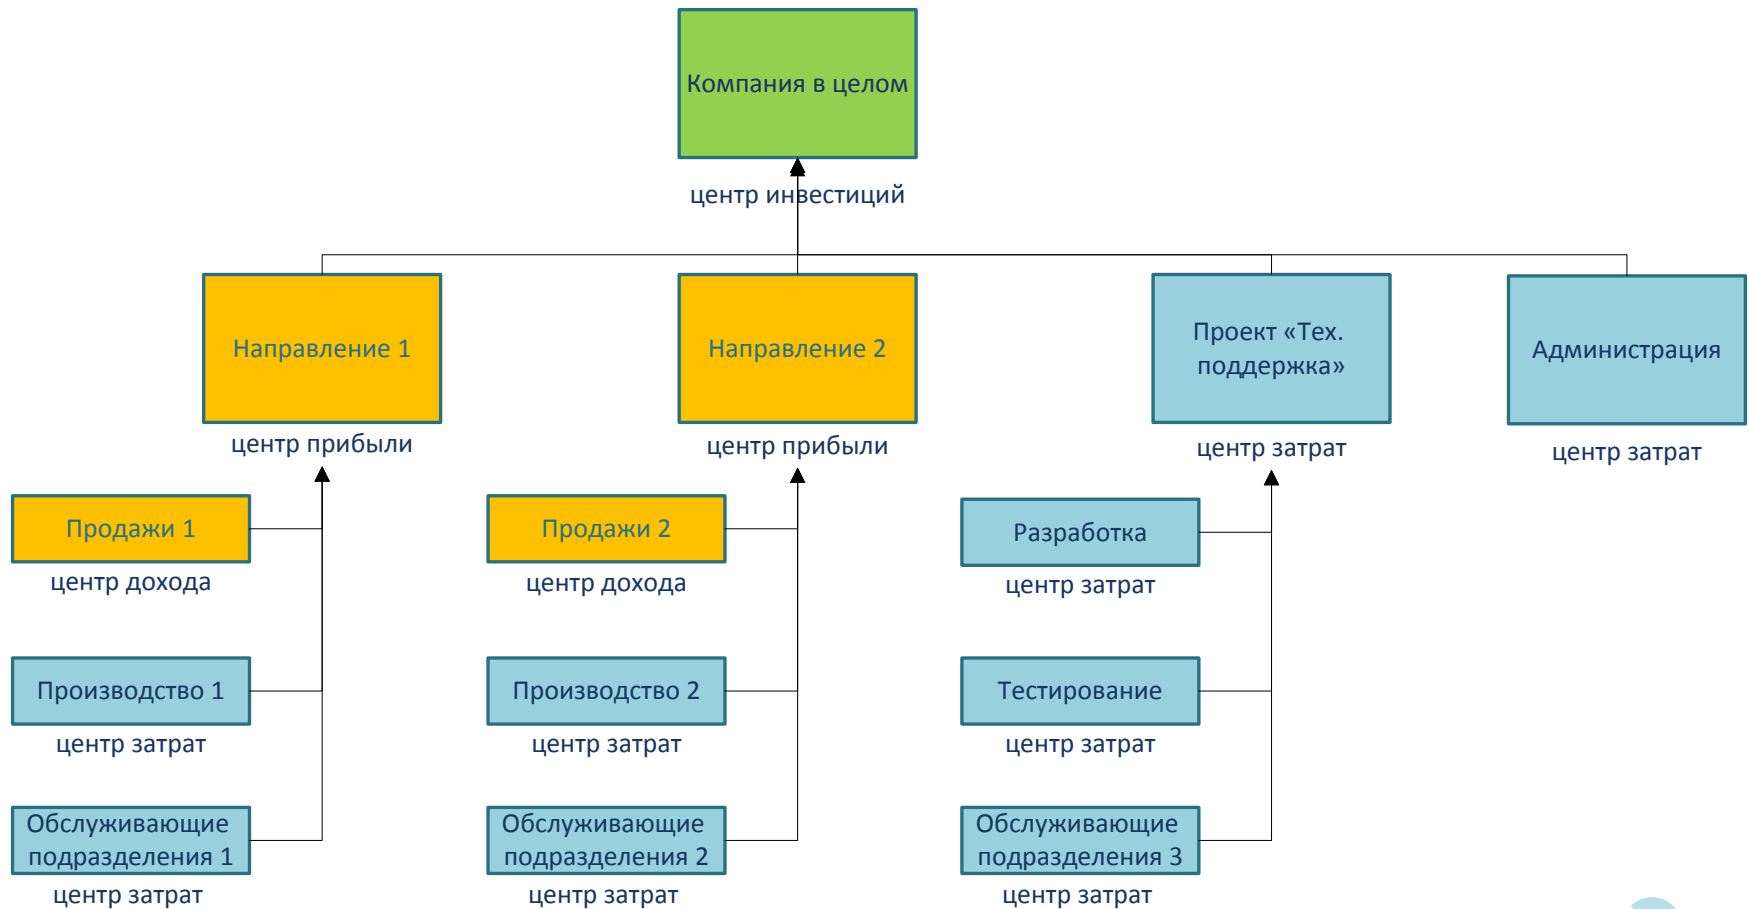 Компания в целом
центр инвестиций
Направление 1
центр прибыли
Направление 2
центр прибыли
Проект «Тех.
поддержка»
центр затрат
Администрация
центр затрат
Продажи 1
центр дохода
Продажи 2
центр дохода
Разработка
центр затрат
Производство 1
центр затрат
Производство 2
центр затрат
Тестирование
центр затрат
Обслуживающие
подразделения 1
центр затрат
Обслуживающие
подразделения 2
центр затрат
Обслуживающие
подразделения 3
центр затрат